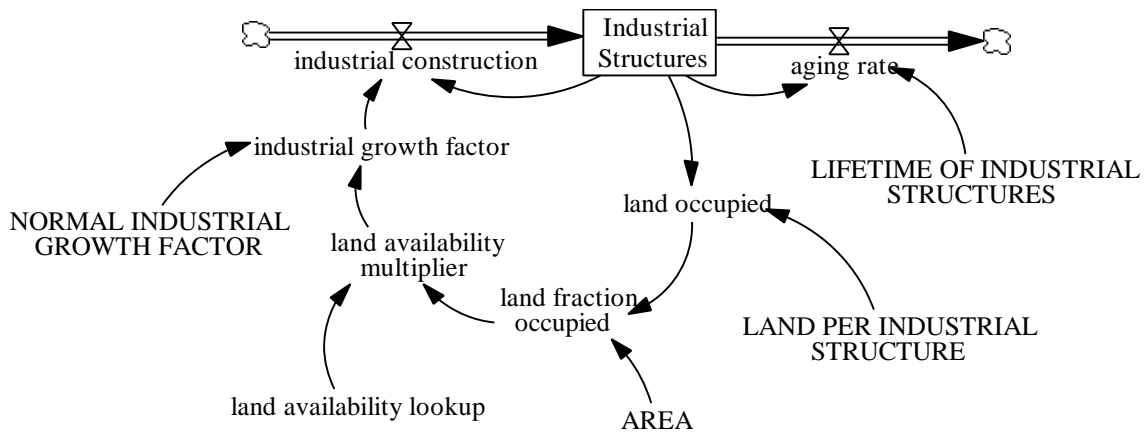 Industrial
Structures
industrial construction
aging rate
industrial growth factor
LIFETIME OF INDUSTRIAL
STRUCTURES
NORMAL INDUSTRIAL
GROWTH FACTOR
land occupied
land availability
multiplier
land fraction
occupied
LAND PER INDUSTRIAL
STRUCTURE
land availability lookup
AREA